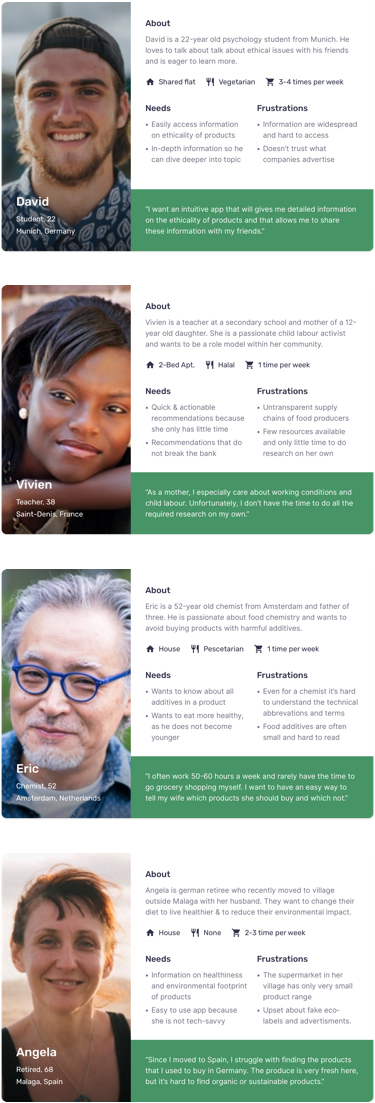 About
David is a 22-year old psychology student from Munich. He
loves to talk about talk about ethical issues with his friends
and is eager to learn more.
Shared flat Vegetarian 3-4 times per week
Needs
• Easily access information
on ethicality of products
• In-depth information so he
can dive deeper into topic
Frustrations
• Information are widespread
and hard to access
• Doesn't trust what
companies advertise
David
Student, 22
Munich, Germany
"I want an intuitive app that will gives me detailed information
on the ethicality of products and that allows me to share
these information with my friends."
About
Vivien is a teacher at a secondary school and mother of a 12-
year old daughter. She is a passionate child labour activist
and wants to be a role model within her community.
2-Bed Apt. Halal 1 time per week
Needs
• Quick & actionable
recommendations because
she only has little time
• Recommendations that do
not break the bank
Frustrations
• Untransparent supply
chains of food producers
• Few resources available
and only little time to do
research on her own
Vivien
Teacher, 38
Saint-Denis, France
"As a mother, I especially care about working conditions and
child labour. Unfortunately, I don't have the time to do all the
required research on my own."
About
Eric is a 52-year old chemist from Amsterdam and father of
three. He is passionate about food chemistry and wants to
avoid buying products with harmful additives.
House Pescetarian 1 time per week
Needs
• Wants to know about all
additives in a product
• Wants to eat more healthy,
as he does not become
younger
Frustrations
• Even for a chemist it's hard
to understand the technical
abbrevations and terms
• Food additives are often
small and hard to read
Eric
Chemist, 52
Amsterdam, Netherlands
"I often work 50-60 hours a week and rarely have the time to
go grocery shopping myself. I want to have an easy way to
tell my wife which products she should buy and which not."
About
Angela is german retiree who recently moved to village
outside Malaga with her husband. They want to change their
diet to live healthier & to reduce their environmental impact.
House None 2-3 time per week
Needs
• Information on healthiness
and environmental footprint
of products
• Easy to use app because
she is not tech-savvy
Frustrations
• The supermarket in her
village has only very small
product range
• Upset about fake eco-
labels and advertisments.
Angela
Retired, 68
Malaga, Spain
"Since I moved to Spain, I struggle with finding the products
that I used to buy in Germany. The produce is very fresh here,
but it's hard to find organic or sustainable products."